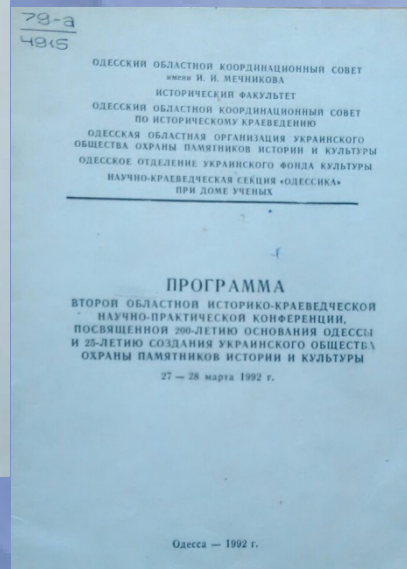 79-а
4915
ОДЕССКИЙ ОБЛАСТНОЙ КООРДИНАЦИОННЫЙ СОВЕТ
имени И. И. МЕЧНИКОВА
ИСТОРИЧЕСКИЙ ФАКУЛЬТЕТ
ОДЕССКИЙ ОБЛАСТНОЙ КООРДИНАЦИОННЫЙ СОВЕТ
ПО ИСТОРИЧЕСКОМУ КРАЕВЕДЕНИЮ
ОДЕССКАЯ ОБЛАСТНАЯ ОРГАНИЗАЦИЯ УКРАИНСКОГО
ОБЩЕСТВА ОХРАНЫ ПАМЯТНИКОВ ИСТОРИИ И КУЛЬТУРЫ
ОДЕССКОЕ ОТДЕЛЕНИЕ УКРАИНСКОГО ФОНДА КУЛЬТУРЫ
НАУЧНО-КРАЕВЕДЧЕСКАЯ СЕКЦИЯ «ОДЕССИКА»
ПРИ ДОМЕ УЧЕНЫХ
ПРОГРАММА
ВТОРОЙ ОБЛАСТНОЙ ИСТОРИКО-КРАЕВЕДЧЕСКОЙ
НАУЧНО-ПРАКТИЧЕСКОЙ КОНФЕРЕНЦИИ,
ПОСВЯЩЕННОЙ 200-ЛЕТИЮ ОСНОВАНИЯ ОДЕССЫ
И 25-ЛЕТИЮ СОЗДАНИЯ УКРАИНСКОГО ОБЩЕСТВА
ОХРАНЫ ПАМЯТНИКОВ ИСТОРИИ И КУЛЬТУРЫ
27 — 28 марта 1992 г.
Одесса — 1992 г.